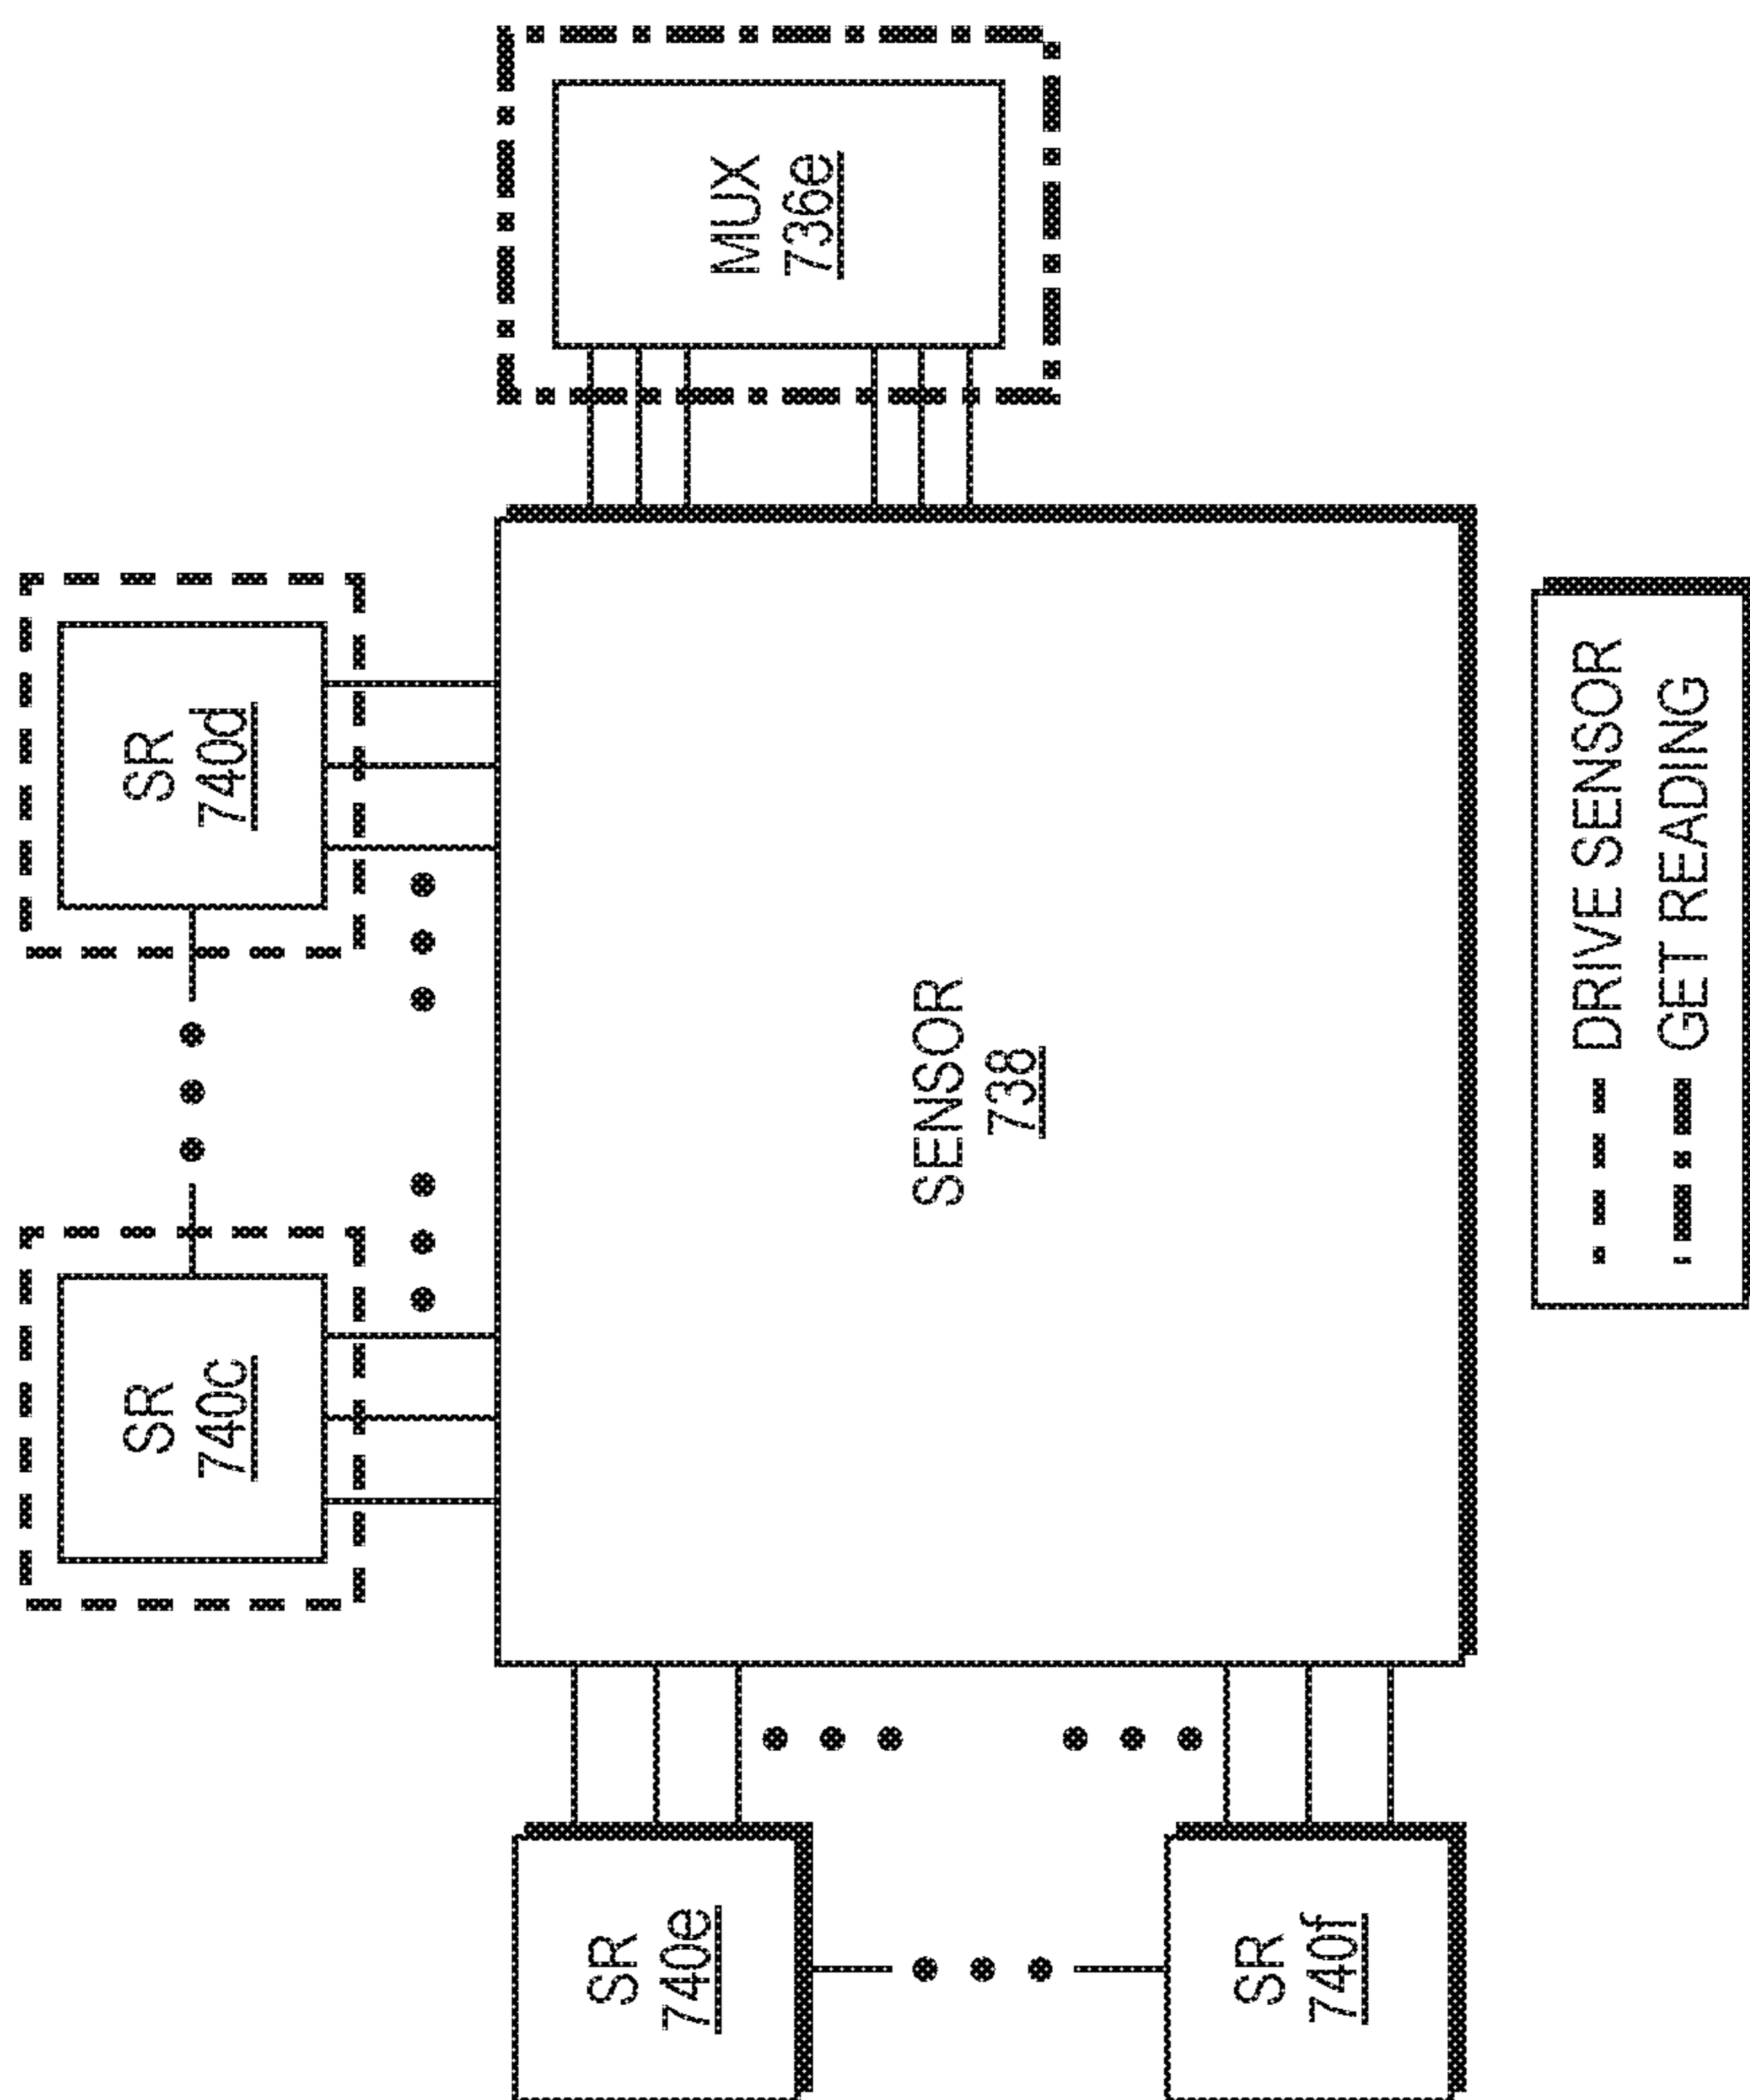 SR
740c
SR
740d
SR
740e
MUX
736e
SENSOR
738
SR
740f
DRIVE SENSOR
GET READING